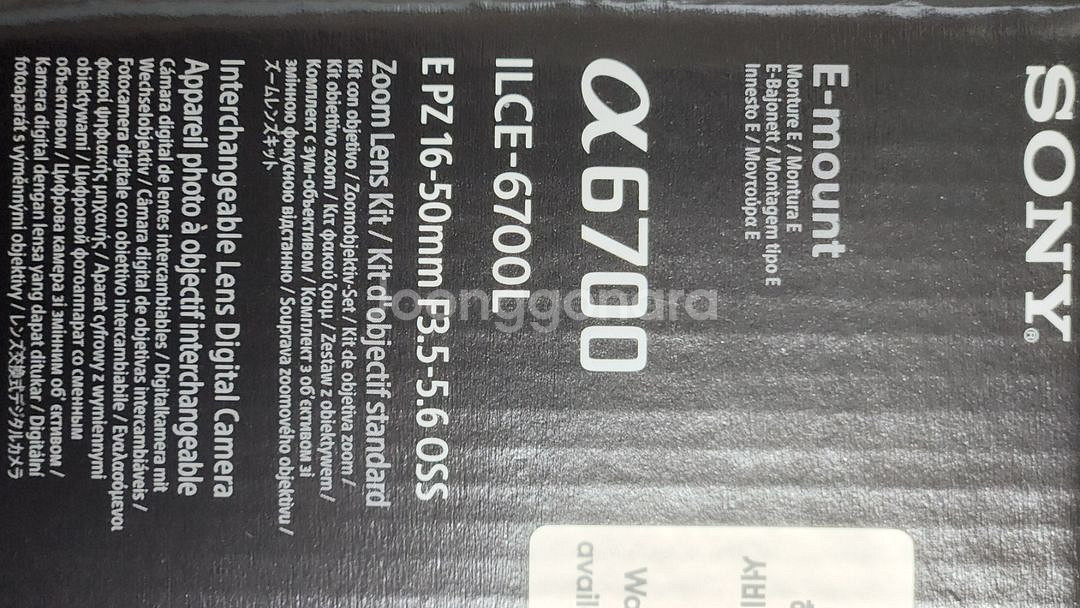 SONY®
E-mount
Monture E / Montura E
E-Bajonett / Montagem tipo E
Innesto E / Μοντούρα E
α6700
ILCE-6700L
E PZ 16-50mm F3.5-5.6 OSS
Zoom Lens Kit / Kit d'objectif standard
Kit con objetivo / Zoomobjektiv-Set / Kit de objetiva zoom /
Kit obiettivo zoom / Κιτ φακού ζουμ / Zestaw z obiektywem /
Комплект с зум-объективом / Комплект з об'єктивом зі
змінною фокусною відстанню / Souprava zoomového objektivu /
ズームレンズキット
Interchangeable Lens Digital Camera
Appareil photo à objectif interchangeable
Cámara digital de lentes intercambiables / Digitalkamera mit
Wechselobjektiv / Câmara digital de objetivas intercambiáveis /
Fotocamera digitale con obiettivo intercambiabile / Εναλλασσόμενοι
φακοί ψηφιακής μηχανής / Aparat cyfrowy z wymiennymi
obiektywami / Цифровой фотоаппарат со сменным
объективом / Цифрова камера зі змінним об'єктивом /
Kamera digital dengan lensa yang dapat ditukar / Digitální
fotoaparát s výměnnými objektivy / レンズ交換式デジタルカメラ
joonggonara